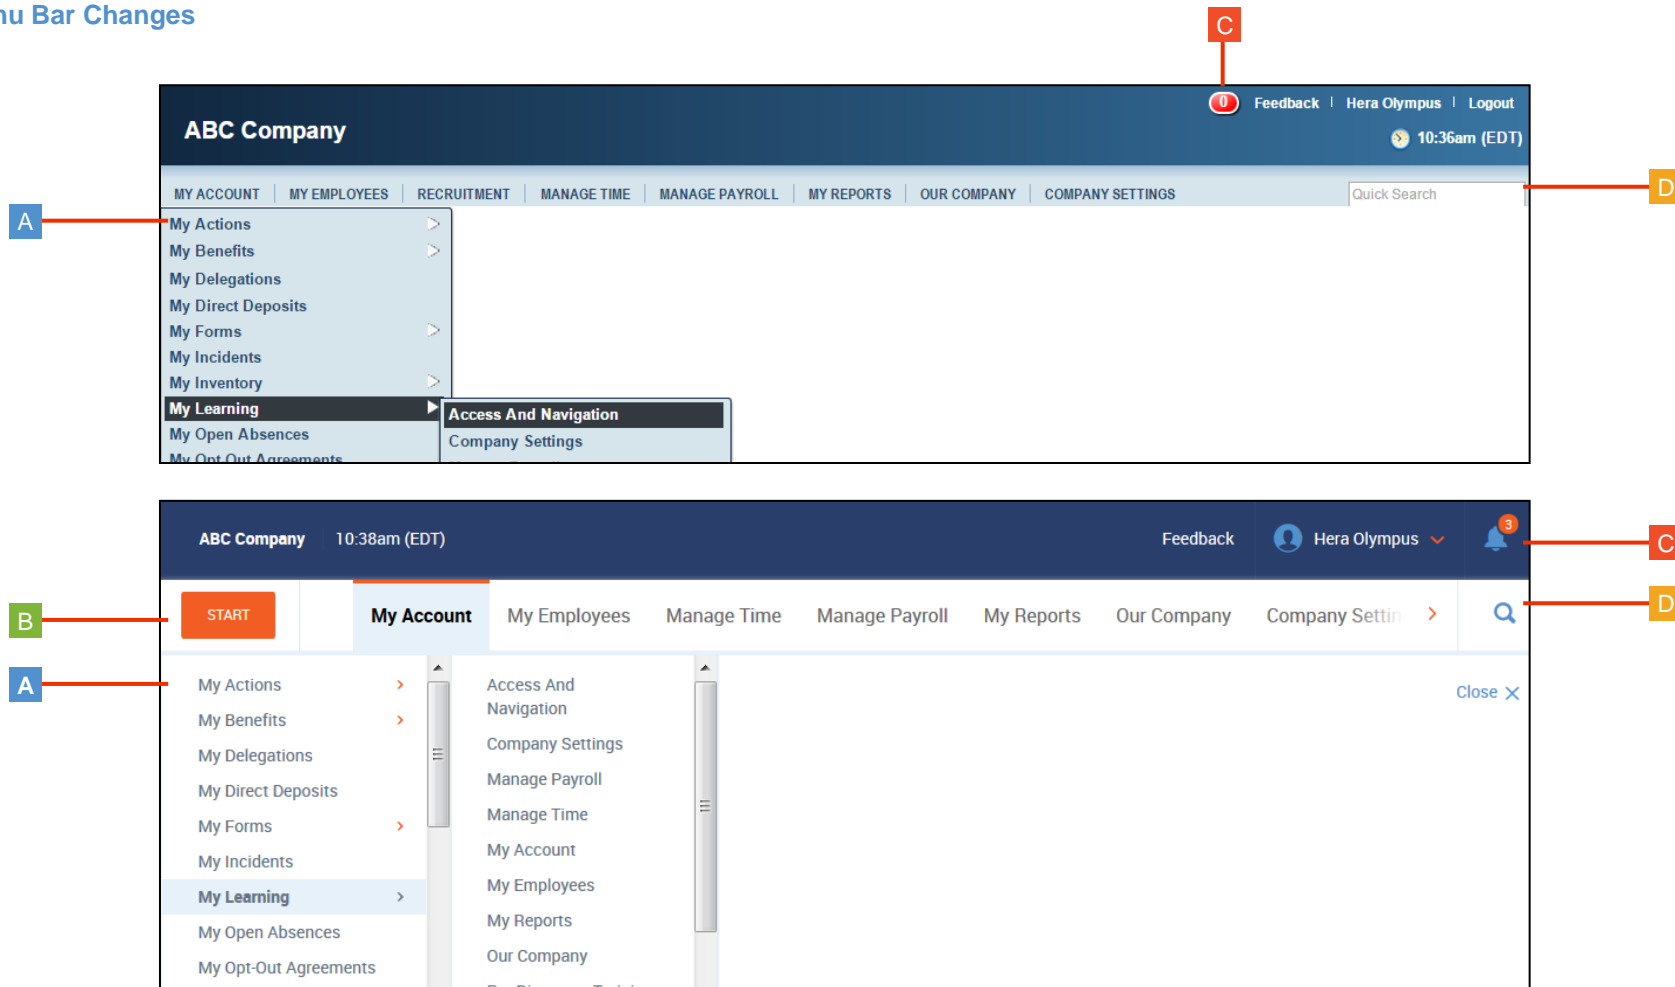 nu Bar Changes
C
0 Feedback Hera Olympus Logout
ABC Company
10:36am (EDT)
MY ACCOUNT MY EMPLOYEES RECRUITMENT MANAGE TIME MANAGE PAYROLL MY REPORTS OUR COMPANY COMPANY SETTINGS Quick Search
D
A
My Actions
My Benefits
My Delegations
My Direct Deposits
My Forms
My Incidents
My Inventory
My Learning
My Open Absences
My Opt Out Agreements
Access And Navigation
Company Settings
ABC Company 10:38am (EDT) Feedback Hera Olympus 3
C
B
START My Account My Employees Manage Time Manage Payroll My Reports Our Company Company Settin
D
A
My Actions
My Benefits
My Delegations
My Direct Deposits
My Forms
My Incidents
My Learning
My Open Absences
My Opt-Out Agreements
Access And
Navigation
Company Settings
Manage Payroll
Manage Time
My Account
My Employees
My Reports
Our Company
Close